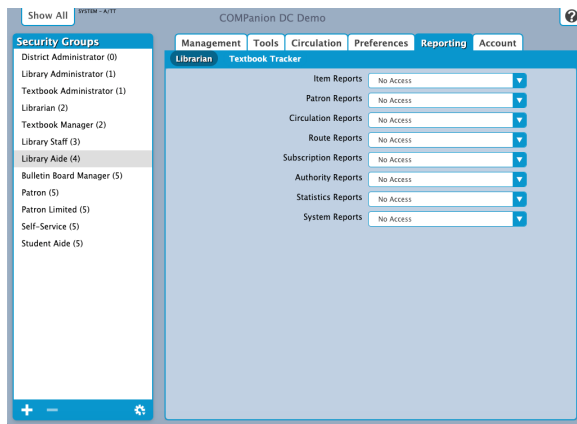 Show All
SYSTEM - A/TT
COMPanion DC Demo
Security Groups
District Administrator (0)
Library Administrator (1)
Textbook Administrator (1)
Librarian (2)
Textbook Manager (2)
Library Staff (3)
Library Aide (4)
Bulletin Board Manager (5)
Patron (5)
Patron Limited (5)
Self-Service (5)
Student Aide (5)
Management Tools Circulation Preferences Reporting Account
Librarian Textbook Tracker
Item Reports No Access
Patron Reports No Access
Circulation Reports No Access
Route Reports No Access
Subscription Reports No Access
Authority Reports No Access
Statistics Reports No Access
System Reports No Access